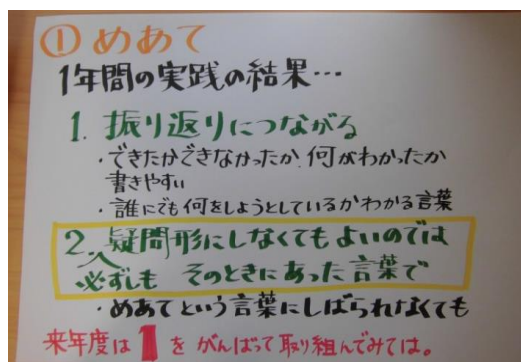 ①めあて
1年間の実践の結果…
1. 振り返りにつながる
・できたかできなかったか、何がわかったか
書きやすい
・誰にでも何をしようとしているかわかる言葉
2. 疑問形にしなくてもよいのでは
必ずしも そのときにあった言葉で
・めあてという言葉にしばられなくても
来年度は 1 を がんばって取り組んでみては。